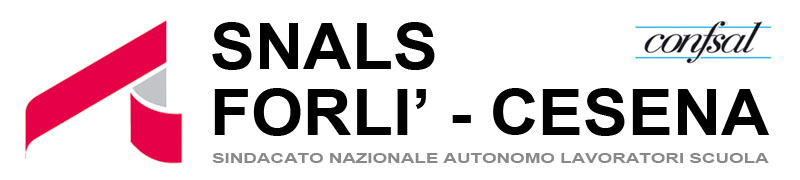 SNALS
confsal
FORLI’ - CESENA
SINDACATO NAZIONALE AUTONOMO LAVORATORI SCUOLA